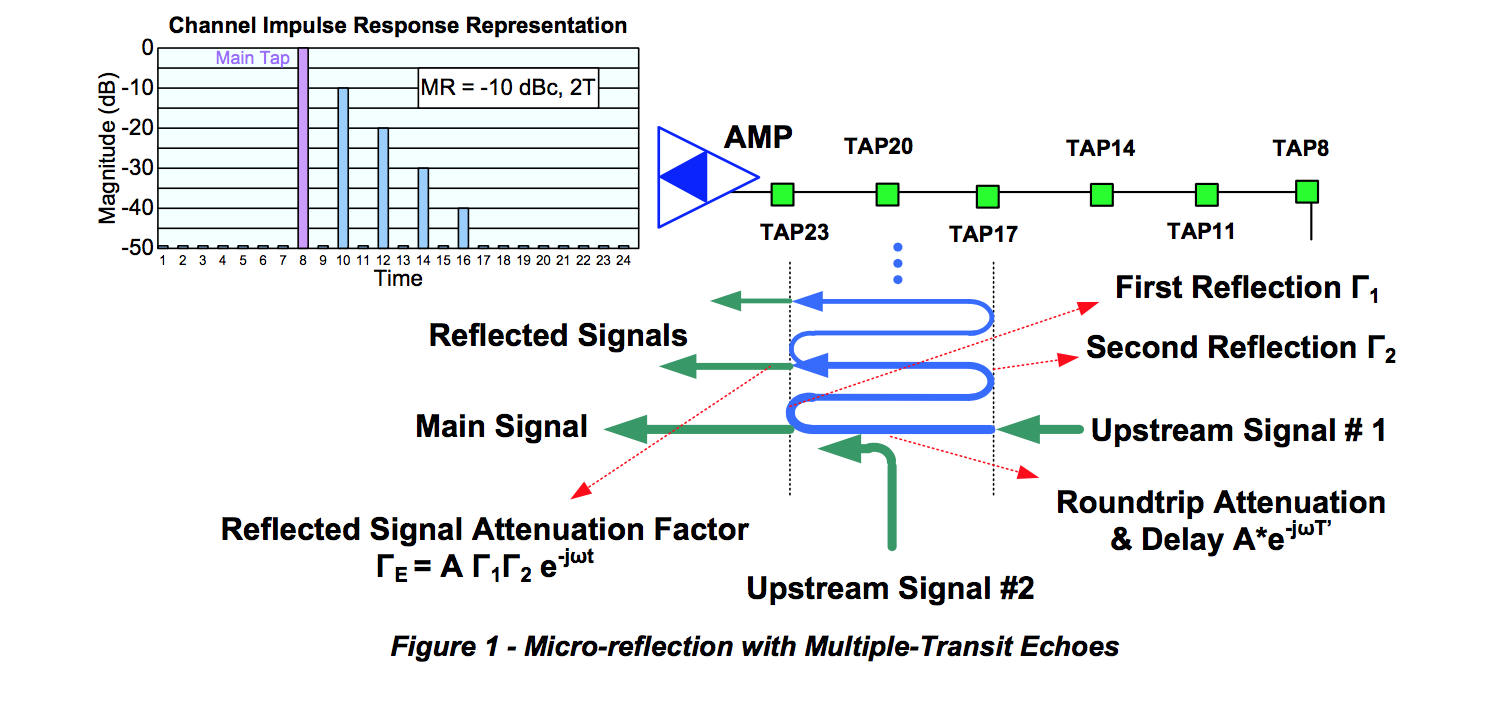 Channel Impulse Response Representation
Magnitude (dB)
0
-10
-20
-30
-40
-50
Main Tap
MR = -10 dBc, 2T
1 2 3 4 5 6 7 8 9 10 11 12 13 14 15 16 17 18 19 20 21 22 23 24
Time
AMP
TAP20
TAP14
TAP8
TAP23
TAP17
TAP11
First Reflection Γ₁
Reflected Signals
Second Reflection Γ₂
Main Signal
Upstream Signal # 1
Reflected Signal Attenuation Factor
Γ_E = A Γ₁Γ₂ e^-jωt
Roundtrip Attenuation
& Delay A*e^-jωT’
Upstream Signal #2
Figure 1 - Micro-reflection with Multiple-Transit Echoes